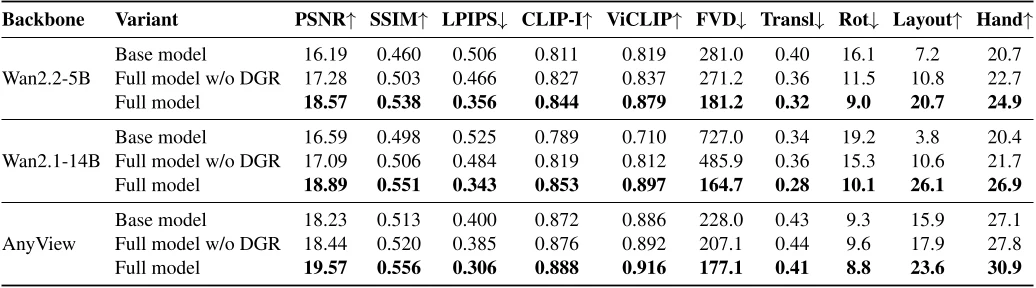 Backbone Variant PSNR↑ SSIM↑ LPIPS↓ CLIP-I↑ ViCLIP↑ FVD↓ Transl↓ Rot↓ Layout↑ Hand↑
Base model 16.19 0.460 0.506 0.811 0.819 281.0 0.40 16.1 7.2 20.7
Wan2.2-5B Full model w/o DGR 17.28 0.503 0.466 0.827 0.837 271.2 0.36 11.5 10.8 22.7
Full model 18.57 0.538 0.356 0.844 0.879 181.2 0.32 9.0 20.7 24.9
Base model 16.59 0.498 0.525 0.789 0.710 727.0 0.34 19.2 3.8 20.4
Wan2.1-14B Full model w/o DGR 17.09 0.506 0.484 0.819 0.812 485.9 0.36 15.3 10.6 21.7
Full model 18.89 0.551 0.343 0.853 0.897 164.7 0.28 10.1 26.1 26.9
Base model 18.23 0.513 0.400 0.872 0.886 228.0 0.43 9.3 15.9 27.1
AnyView Full model w/o DGR 18.44 0.520 0.385 0.876 0.892 207.1 0.44 9.6 17.9 27.8
Full model 19.57 0.556 0.306 0.888 0.916 177.1 0.41 8.8 23.6 30.9